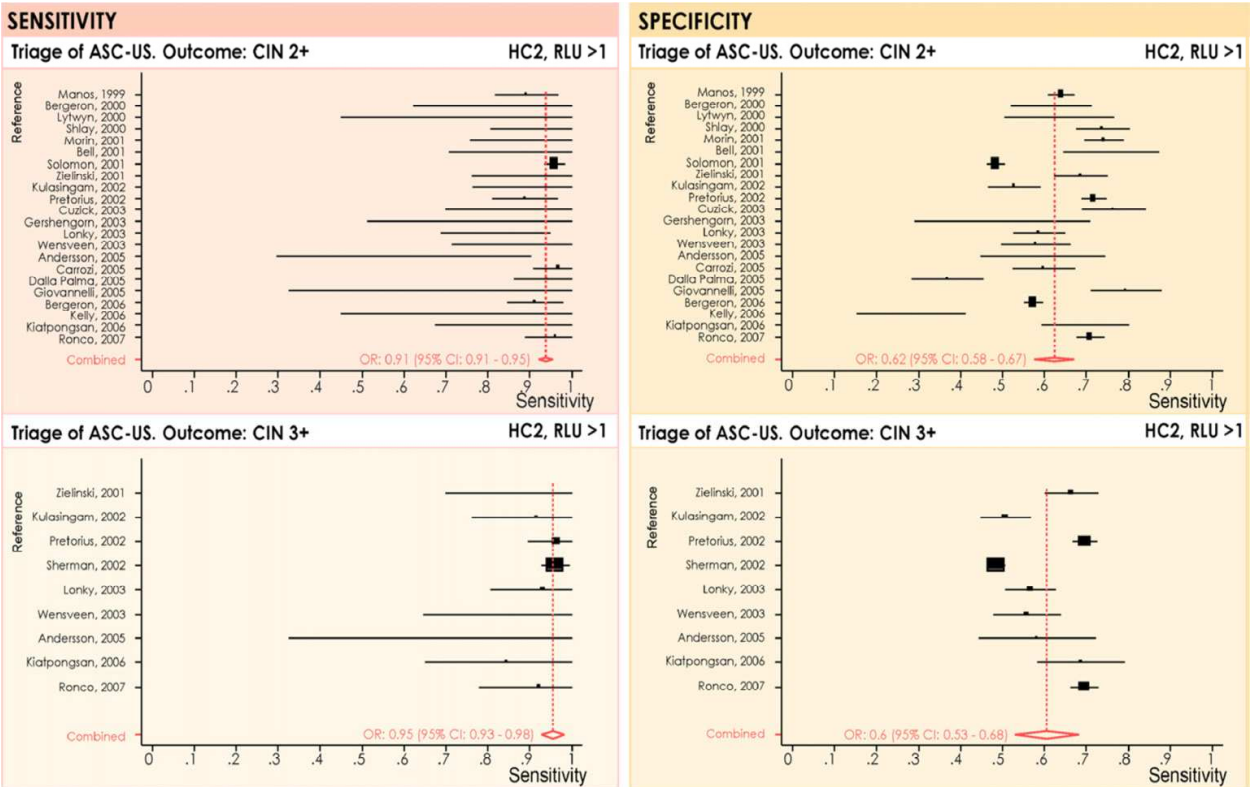 SENSITIVITY
Triage of ASC-US. Outcome: CIN 2+ HC2, RLU >1
Reference
Manos, 1999
Bergeron, 2000
Lytwyn, 2000
Shlay, 2000
Morin, 2001
Bell, 2001
Solomon, 2001
Zielinski, 2001
Kulasingam, 2002
Pretorius, 2002
Cuzick, 2003
Gershengorn, 2003
Lonky, 2003
Wensveen, 2003
Andersson, 2005
Carrozi, 2005
Dalla Palma, 2005
Giovannelli, 2005
Bergeron, 2006
Kelly, 2006
Kiatpongsan, 2006
Ronco, 2007
Combined OR: 0.91 (95% CI: 0.91 - 0.95)
0 .1 .2 .3 .4 .5 .6 .7 .8 .9 1
Sensitivity
Triage of ASC-US. Outcome: CIN 3+ HC2, RLU >1
Reference
Zielinski, 2001
Kulasingam, 2002
Pretorius, 2002
Sherman, 2002
Lonky, 2003
Wensveen, 2003
Andersson, 2005
Kiatpongsan, 2006
Ronco, 2007
Combined OR: 0.95 (95% CI: 0.93 - 0.98)
0 .1 .2 .3 .4 .5 .6 .7 .8 .9 1
Sensitivity
SPECIFICITY
Triage of ASC-US. Outcome: CIN 2+ HC2, RLU >1
Reference
Manos, 1999
Bergeron, 2000
Lytwyn, 2000
Shlay, 2000
Morin, 2001
Bell, 2001
Solomon, 2001
Zielinski, 2001
Kulasingam, 2002
Pretorius, 2002
Cuzick, 2003
Gershengorn, 2003
Lonky, 2003
Wensveen, 2003
Andersson, 2005
Carrozi, 2005
Dalla Palma, 2005
Giovannelli, 2005
Bergeron, 2006
Kelly, 2006
Kiatpongsan, 2006
Ronco, 2007
Combined OR: 0.62 (95% CI: 0.58 - 0.67)
0 .1 .2 .3 .4 .5 .6 .7 .8 .9 1
Sensitivity
Triage of ASC-US. Outcome: CIN 3+ HC2, RLU >1
Reference
Zielinski, 2001
Kulasingam, 2002
Pretorius, 2002
Sherman, 2002
Lonky, 2003
Wensveen, 2003
Andersson, 2005
Kiatpongsan, 2006
Ronco, 2007
Combined OR: 0.6 (95% CI: 0.53 - 0.68)
0 .1 .2 .3 .4 .5 .6 .7 .8 .9 1
Sensitivity